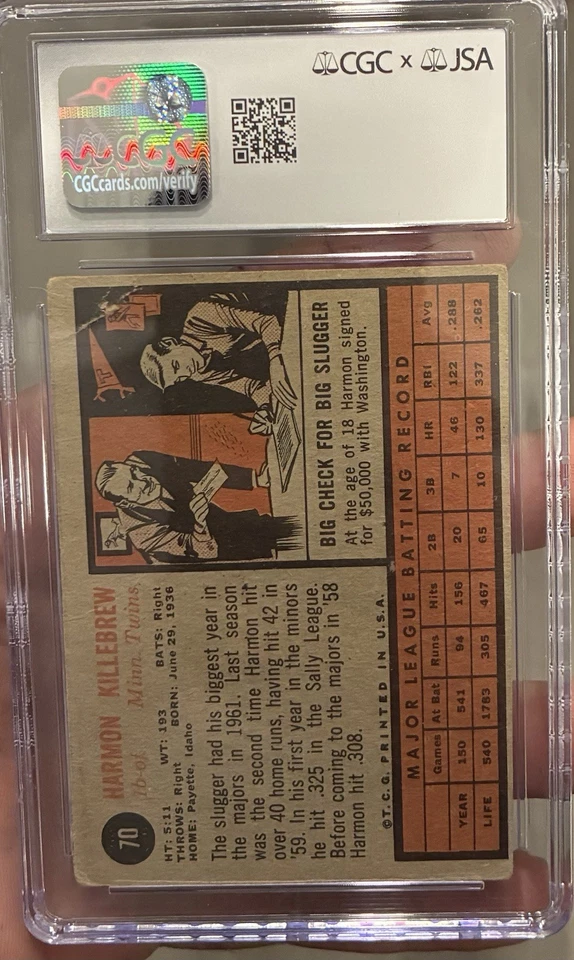 CGC x JSA
CGCcards.com/verify
70
HARMON KILLEBREW
1b-of Minn. Twins
HT: 5:11 WT: 193 BATS: Right
THROWS: Right BORN: June 29, 1936
HOME: Payette, Idaho
The slugger had his biggest year in
the majors in 1961. Last season
was the second time Harmon hit
over 40 home runs, having hit 42 in
'59. In his first year in the minors
he hit .325 in the Sally League.
Before coming to the majors in '58
Harmon hit .308.
T
BIG CHECK FOR BIG SLUGGER
At the age of 18 Harmon signed
for $50,000 with Washington.
©T. C. G. PRINTED IN U.S.A.
MAJOR LEAGUE BATTING RECORD
Games At Bat Runs Hits 2B 3B HR RBI Avg
YEAR 150 541 94 156 20 7 46 122 .288
LIFE 540 1783 305 467 65 10 130 337 .262